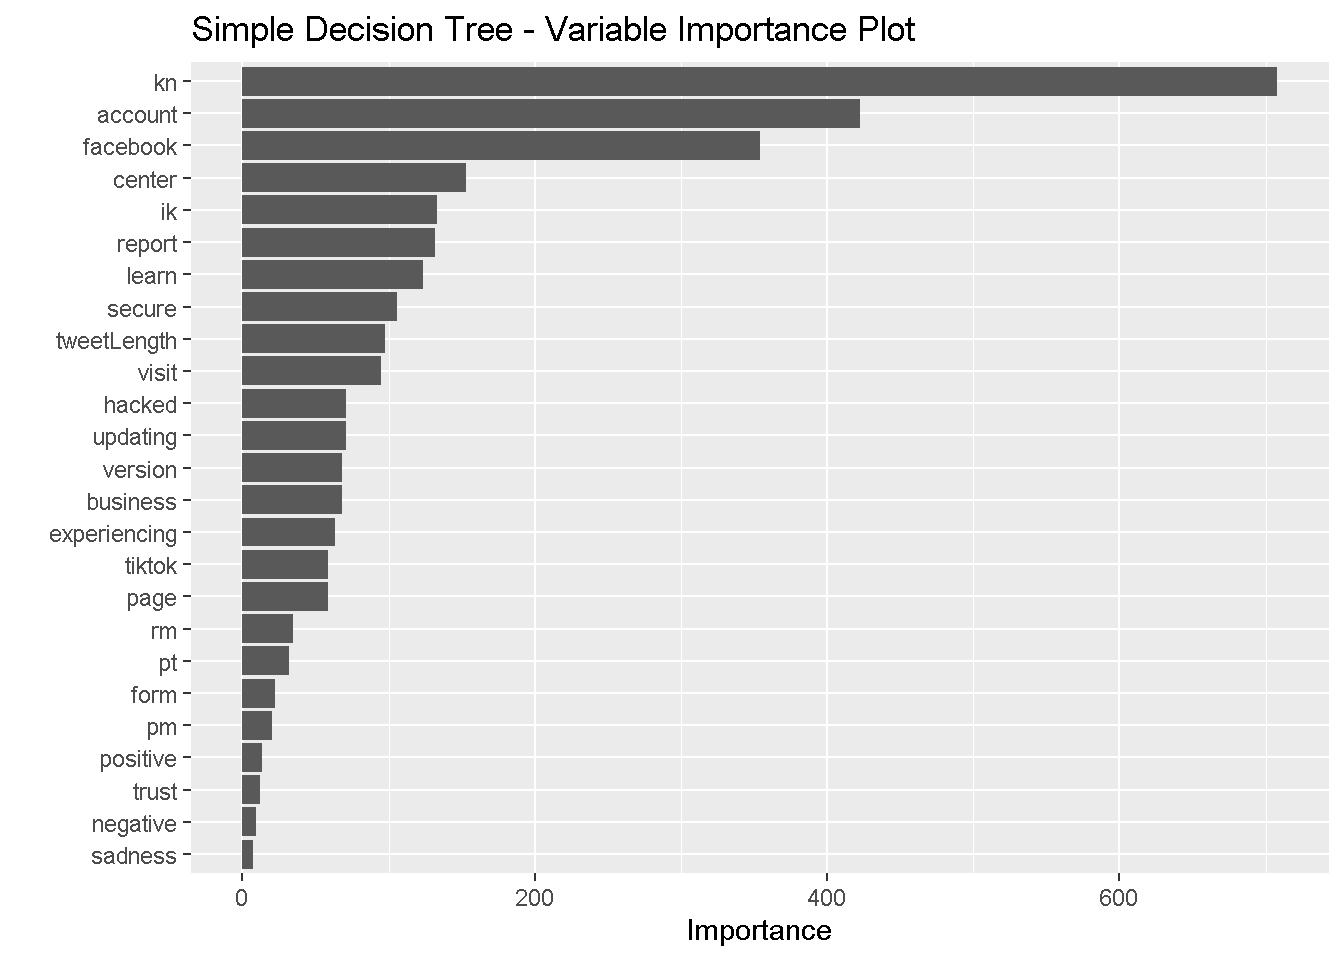 Simple Decision Tree - Variable Importance Plot
kn
account
facebook
center
ik
report
learn
secure
tweetLength
visit
hacked
updating
version
business
experiencing
tiktok
page
rm
pt
form
pm
positive
trust
negative
sadness
0 200 400 600
Importance